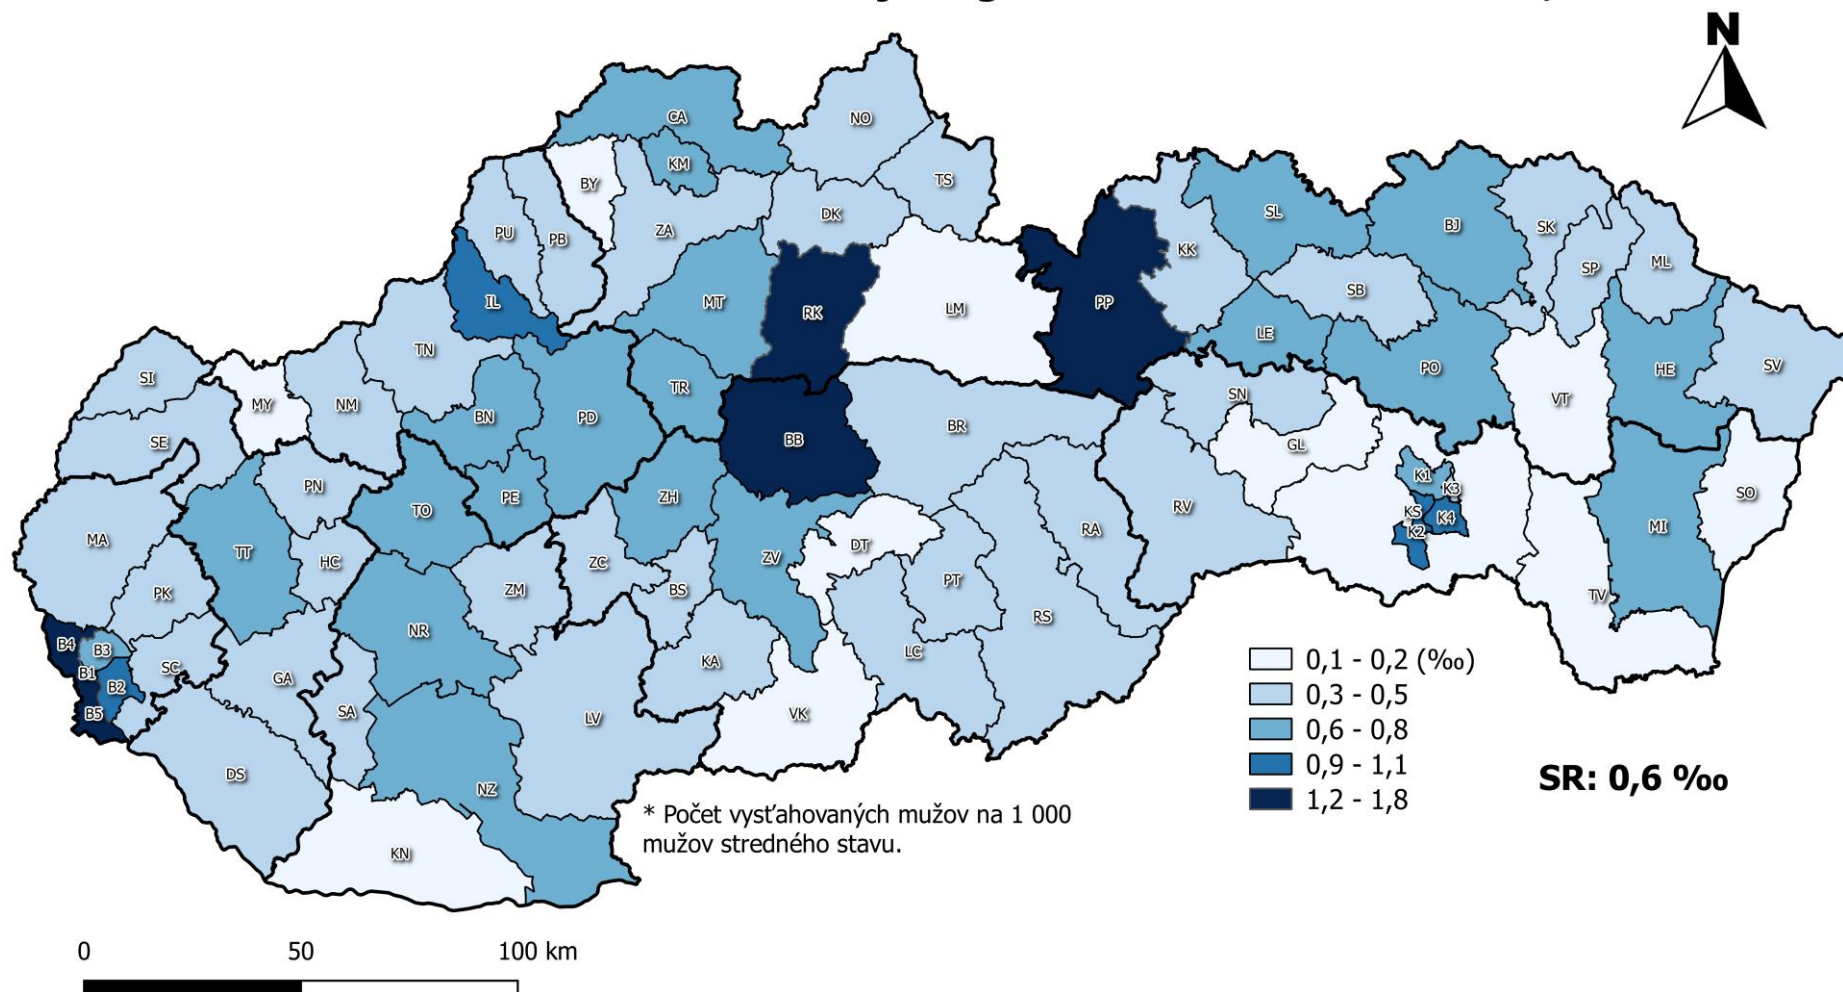 N
CA
NO
KM
BY
TS
DK
SL
BJ
SK
PU
PB
ZA
KK
SP
ML
SB
IL
MT
RK
LM
PP
LE
TN
PO
HE
SV
SI
MY
NM
BN
PD
TR
BB
BR
SN
VT
SE
GL
PN
TO
PE
ZH
K1
K3
SO
MA
TT
HC
ZM
ZC
BS
ZV
DT
RA
RV
KS
K4
K2
MI
PK
NR
PT
TV
RS
B4
B3
B1
B2
B5
SC
GA
SA
KA
LC
LV
VK
DS
NZ
KN
0,1 - 0,2 (‰)
0,3 - 0,5
0,6 - 0,8
0,9 - 1,1
1,2 - 1,8
SR: 0,6 ‰
* Počet vysťahovaných mužov na 1 000
mužov stredného stavu.
0 50 100 km